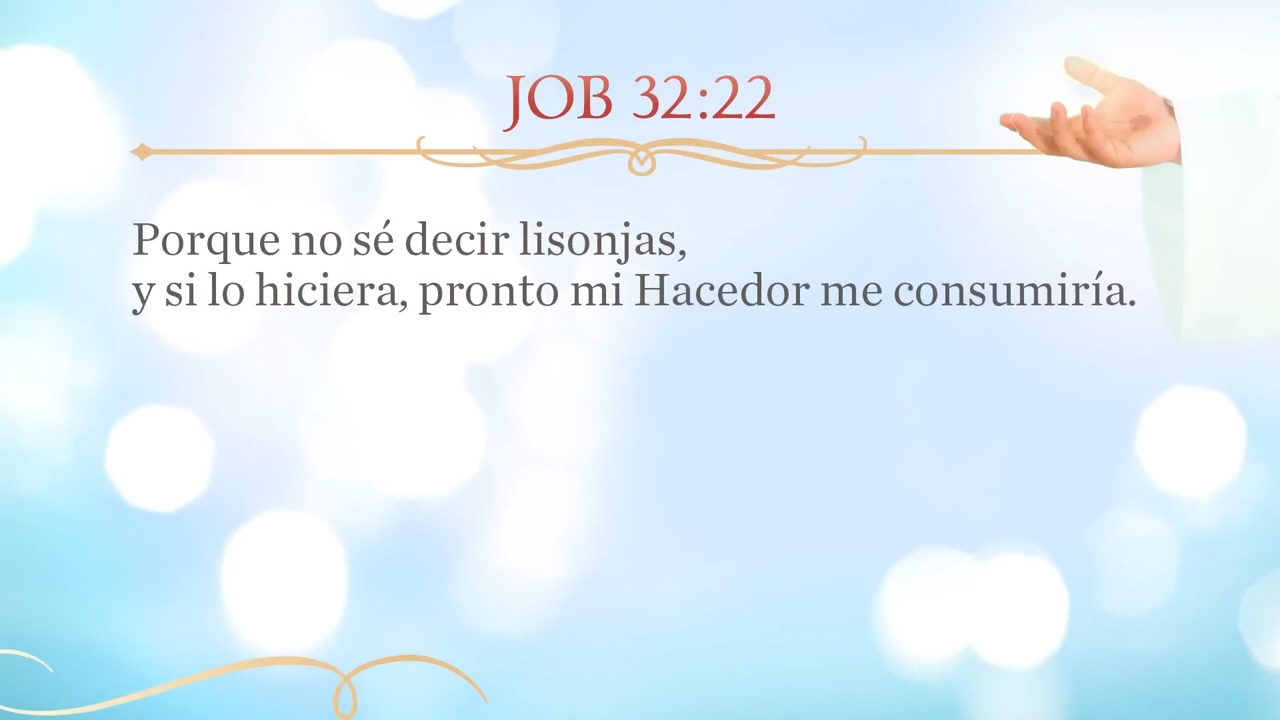 JOB 32:22
Porque no sé decir lisonjas,
y si lo hiciera, pronto mi Hacedor me consumiría.